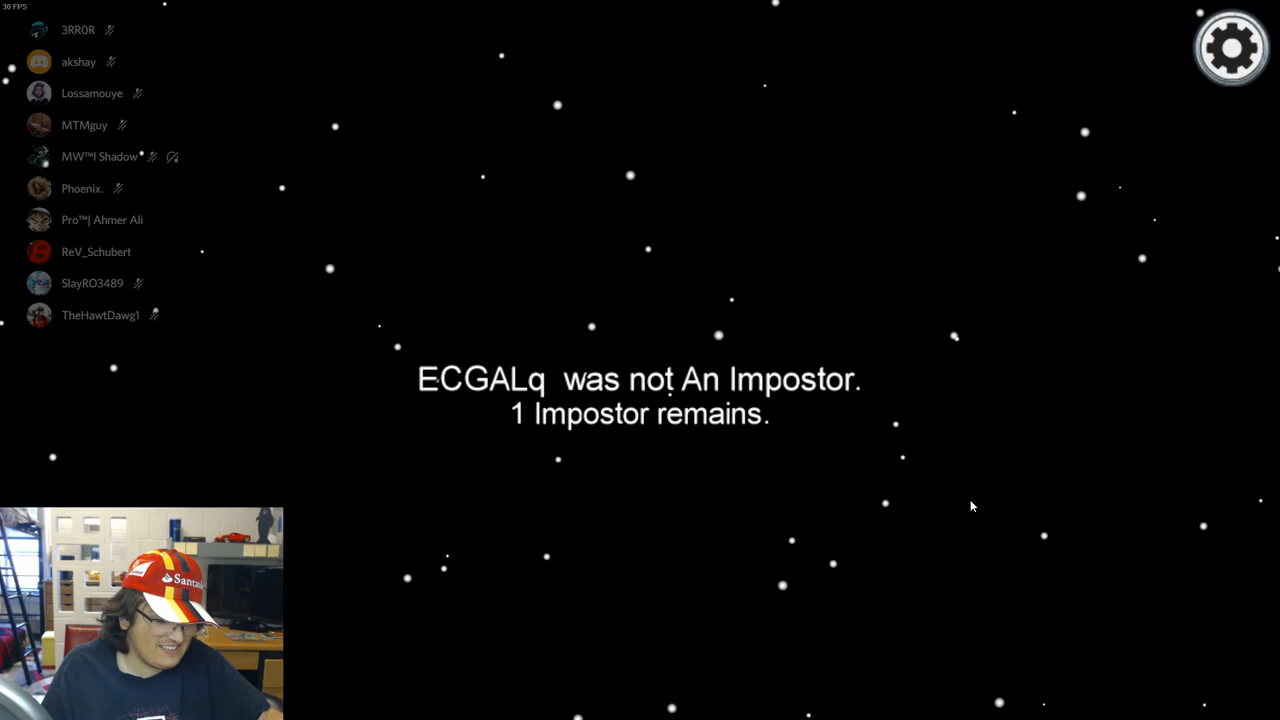 30 FPS
3RR0R
akshay
Lossamouye
MTMguy
MW™l Shadow
Phoenix.
Pro™| Ahmer Ali
ReV_Schubert
SlayRO3489
TheHawtDawg1
ECGALq was not An Impostor.
1 Impostor remains.
Santand